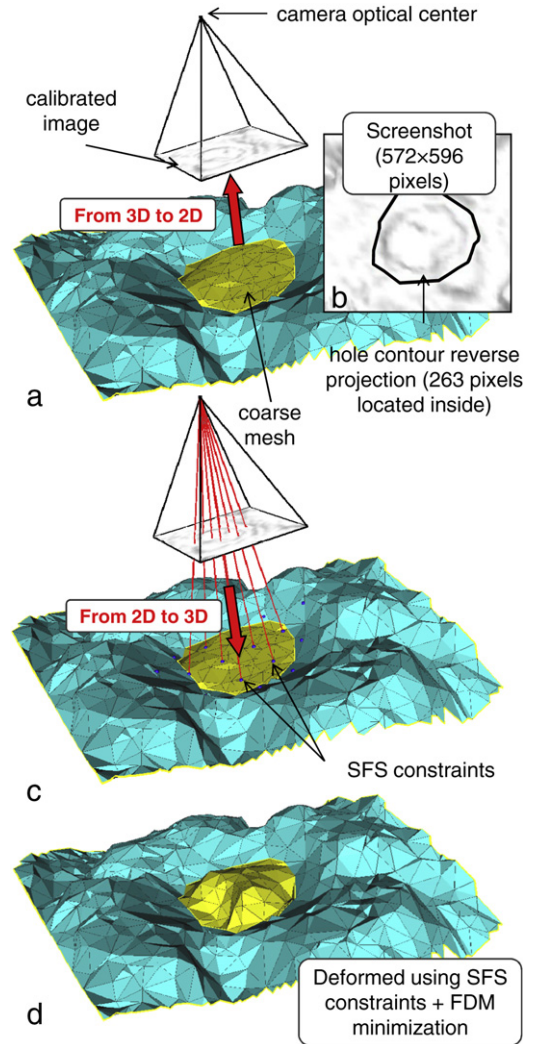 camera optical center
calibrated
image
Screenshot
(572×596
pixels)
From 3D to 2D
b
hole contour reverse
projection (263 pixels
located inside)
a
coarse
mesh
From 2D to 3D
SFS constraints
c
Deformed using SFS
constraints + FDM
minimization
d